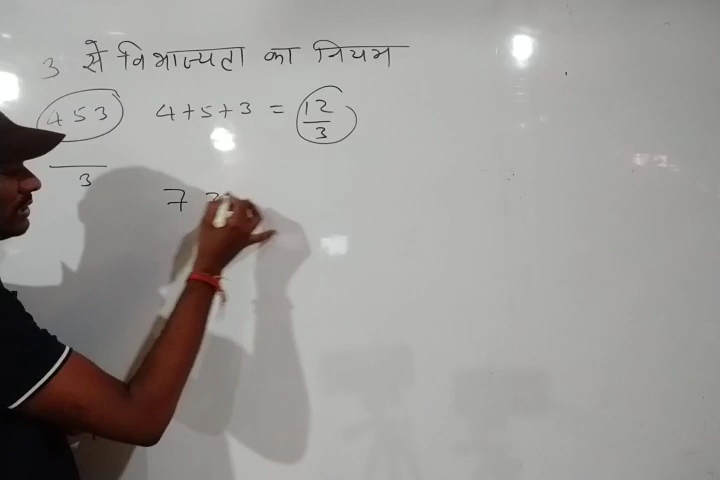 3 से विभाज्यता का नियम
453 4+5+3 = 12/3
3
7